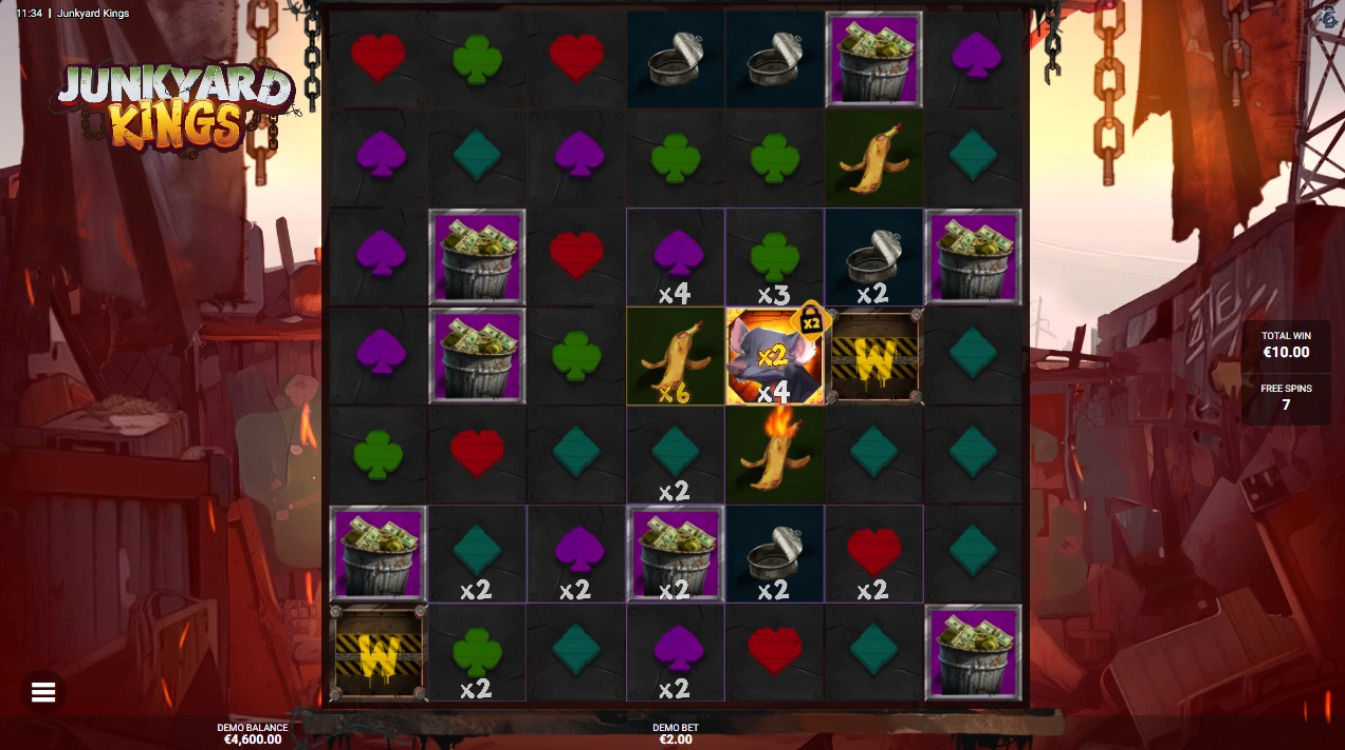 11:34 | Junkyard Kings
JUNKYARD
KINGS
x4 x3 x2
x2
x2
W
x6 x4
TOTAL WIN
€10.00
FREE SPINS
7
x2
x2 x2 x2 x2 x2
W
x2 x2
DEMO BALANCE
€4,600.00
DEMO BET
€2.00